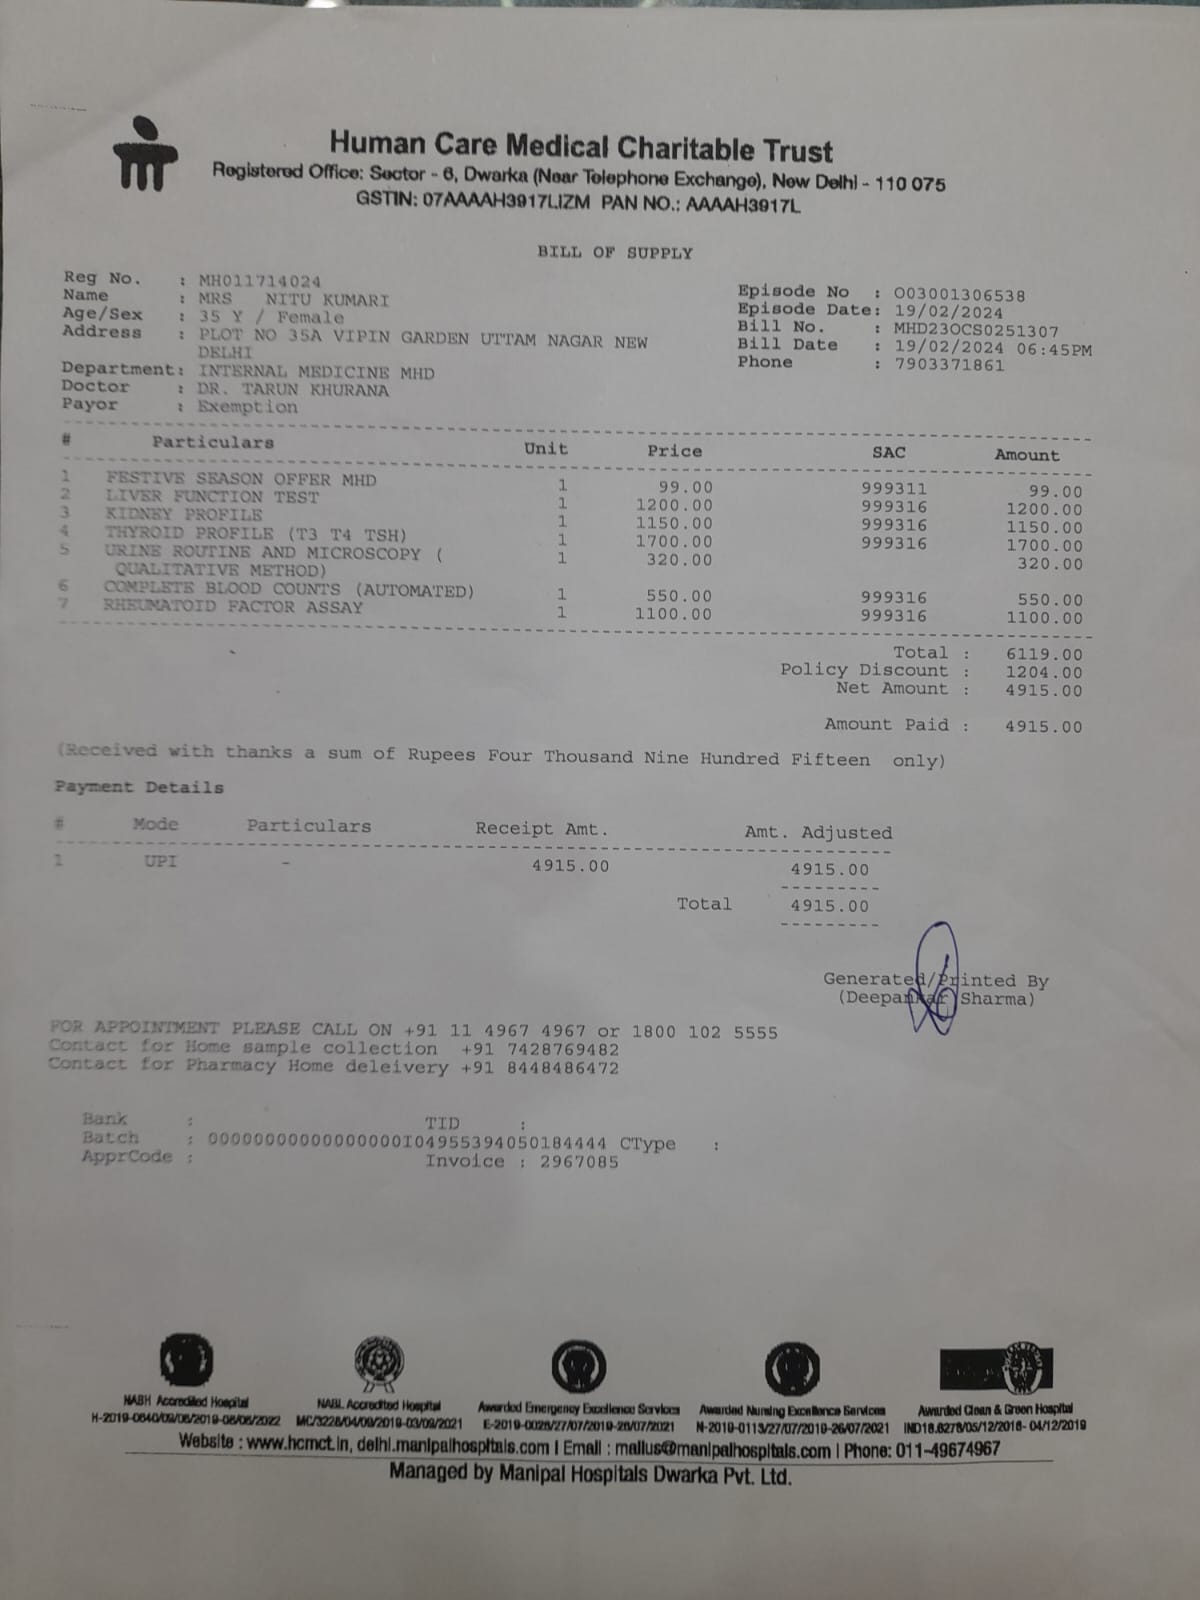 Human Care Medical Charitable Trust
Registered Office: Sector - 6, Dwarka (Near Telephone Exchange), New Delhi - 110 075
GSTIN: 07AAAAH3917LIZM PAN NO.: AAAAH3917L
BILL OF SUPPLY
Reg No. : MH011714024
Name : MRS NITU KUMARI
Age/Sex : 35 Y / Female
Address : PLOT NO 35A VIPIN GARDEN UTTAM NAGAR NEW
DELHI
Department: INTERNAL MEDICINE MHD
Doctor : DR. TARUN KHURANA
Payor : Exemption
Episode No : O03001306538
Episode Date: 19/02/2024
Bill No. : MHD23OCS0251307
Bill Date : 19/02/2024 06:45PM
Phone : 7903371861
# Particulars Unit Price SAC Amount
1 FESTIVE SEASON OFFER MHD 1 99.00 999311 99.00
2 LIVER FUNCTION TEST 1 1200.00 999316 1200.00
3 KIDNEY PROFILE 1 1150.00 999316 1150.00
4 THYROID PROFILE (T3 T4 TSH) 1 1700.00 999316 1700.00
5 URINE ROUTINE AND MICROSCOPY ( 1 320.00 320.00
QUALITATIVE METHOD)
6 COMPLETE BLOOD COUNTS (AUTOMATED) 1 550.00 999316 550.00
7 RHEUMATOID FACTOR ASSAY 1 1100.00 999316 1100.00
Total : 6119.00
Policy Discount : 1204.00
Net Amount : 4915.00
Amount Paid : 4915.00
(Received with thanks a sum of Rupees Four Thousand Nine Hundred Fifteen only)
Payment Details
# Mode Particulars Receipt Amt. Amt. Adjusted
1 UPI - 4915.00 4915.00
Total 4915.00
Generated/Printed By
(Deepankar Sharma)
FOR APPOINTMENT PLEASE CALL ON +91 11 4967 4967 or 1800 102 5555
Contact for Home sample collection +91 7428769482
Contact for Pharmacy Home deleivery +91 8448486472
Bank : TID :
Batch : 00000000000000000I04955394050184444 CType :
ApprCode : Invoice : 2967085
NABH Accredited Hospital
H-2019-0640/09/06/2019-08/06/2022
NABL Accredited Hospital
MC/3228/04/09/2019-03/09/2021
Awarded Emergency Excellence Services
E-2019-0026/27/07/2019-26/07/2021
Awarded Nursing Excellence Services
N-2019-0113/27/07/2019-26/07/2021
Awarded Clean & Green Hospital
IND18.6278/05/12/2018- 04/12/2019
Website : www.hcmct.in, delhi.manipalhospitals.com | Email : mailus@manipalhospitals.com | Phone: 011-49674967
Managed by Manipal Hospitals Dwarka Pvt. Ltd.